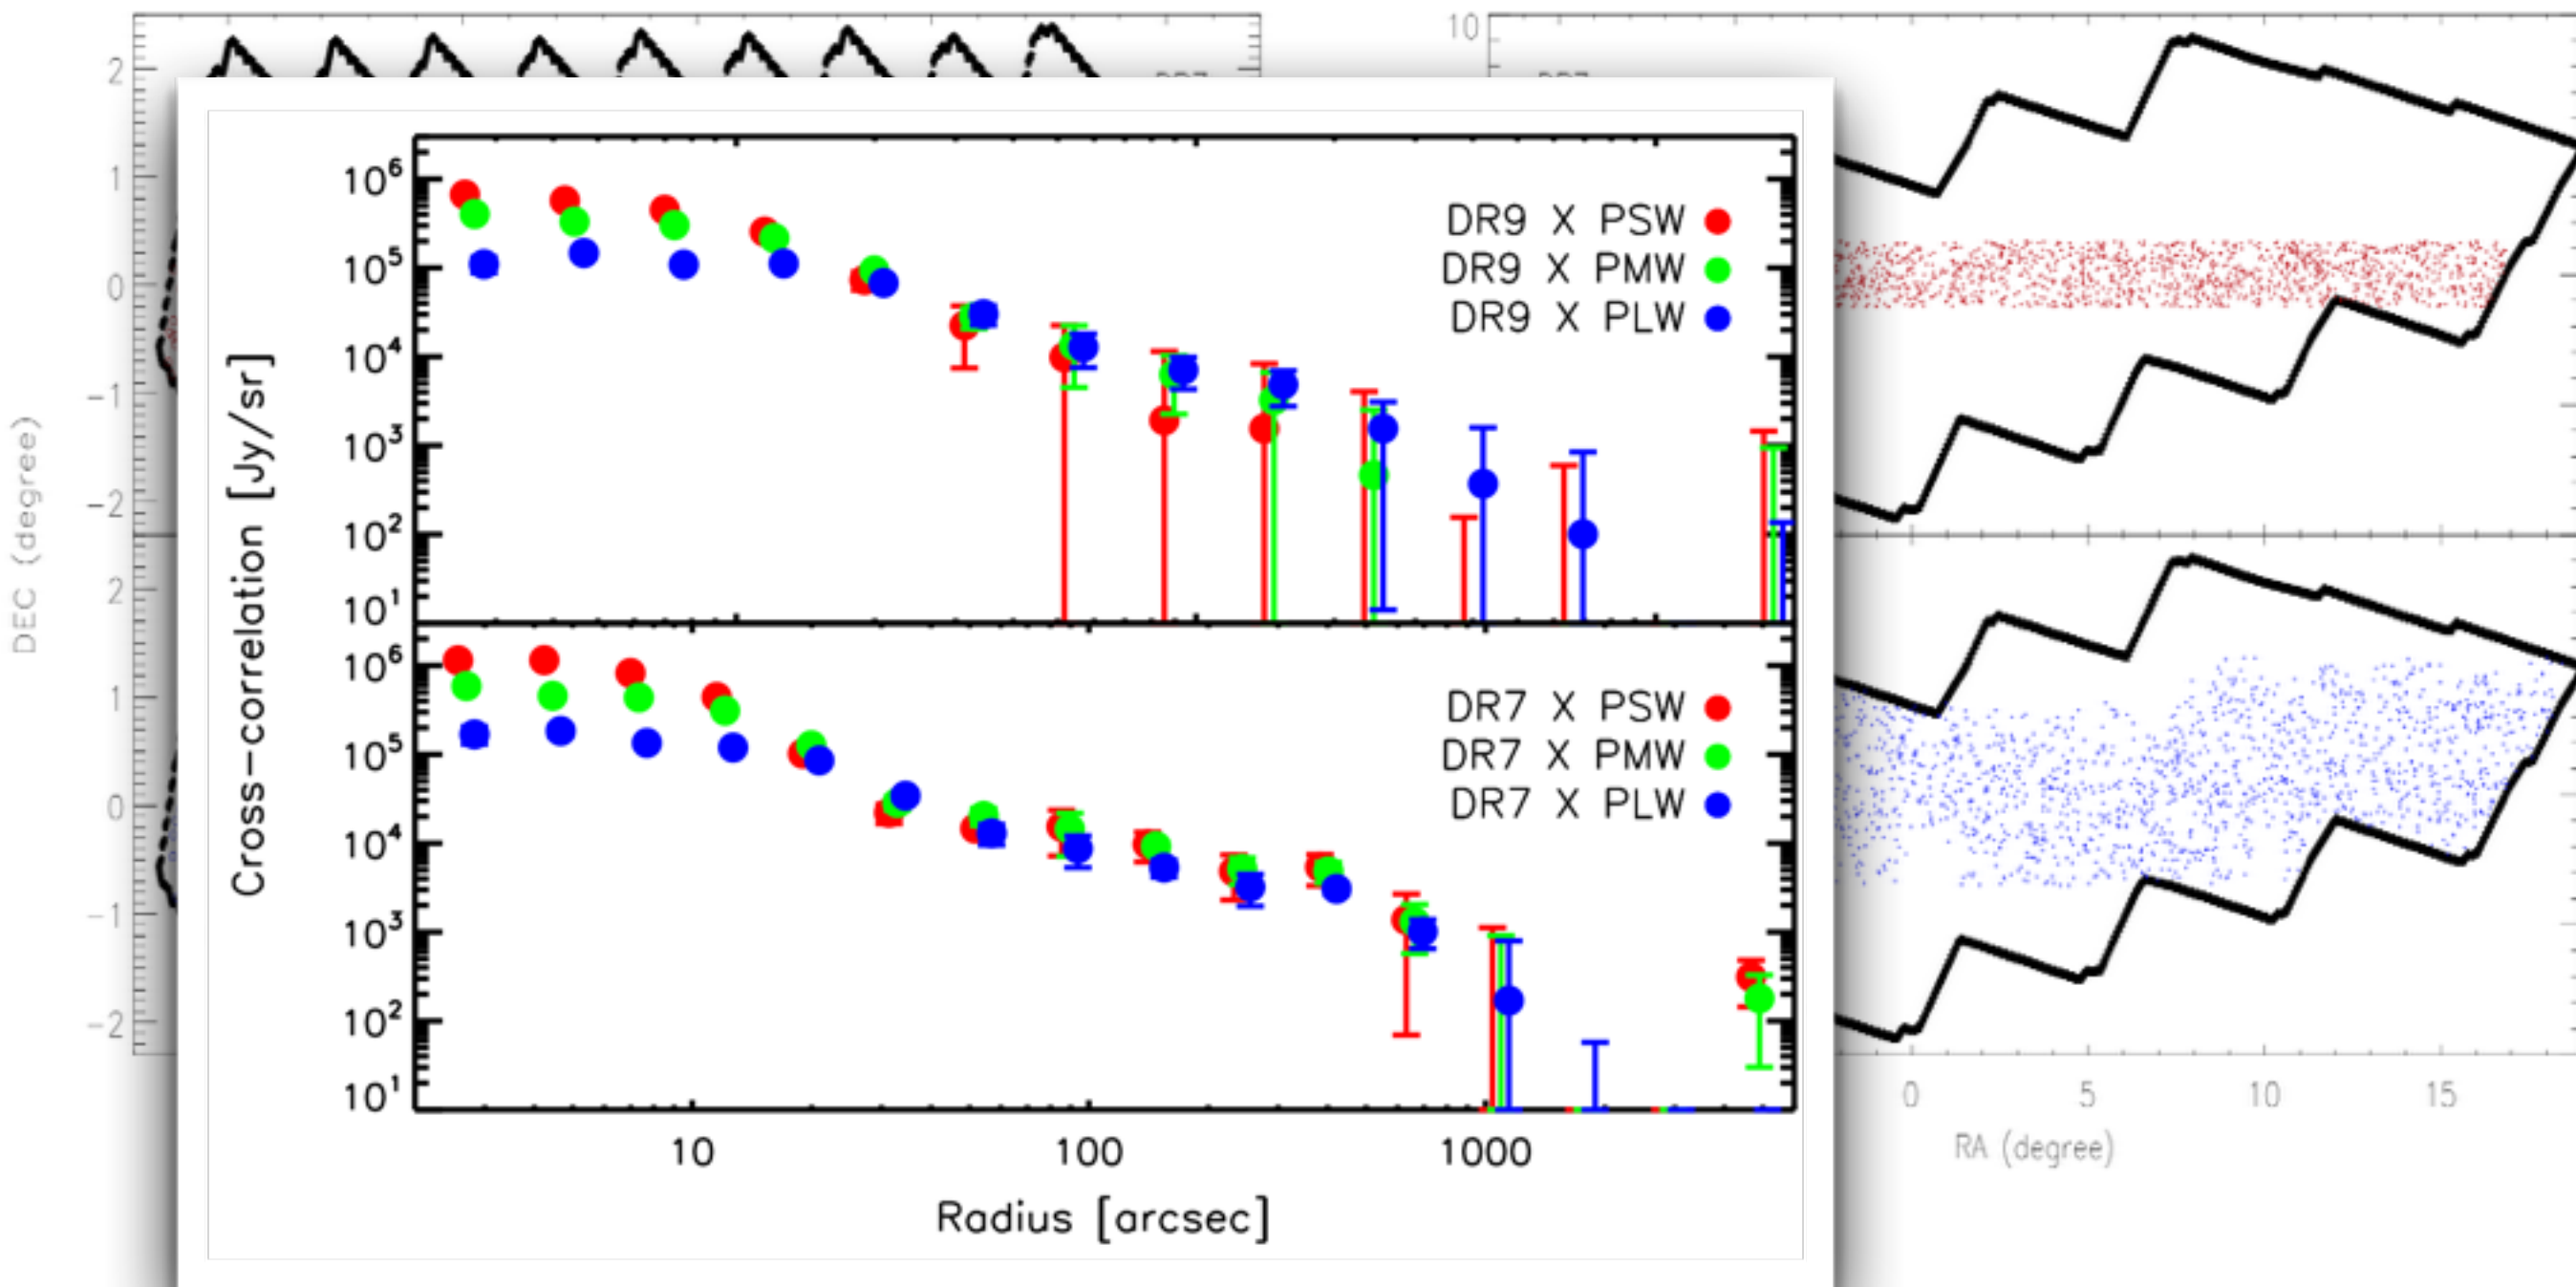 2
1
0
−1
−2
2
1
0
−1
−2
DEC (degree)
10
10⁶
10⁵
10⁴
10³
10²
10¹
DR9 X PSW
DR9 X PMW
DR9 X PLW
Cross−correlation [Jy/sr]
10⁶
10⁵
10⁴
10³
10²
10¹
DR7 X PSW
DR7 X PMW
DR7 X PLW
10 100 1000
Radius [arcsec]
0 5 10 15
RA (degree)